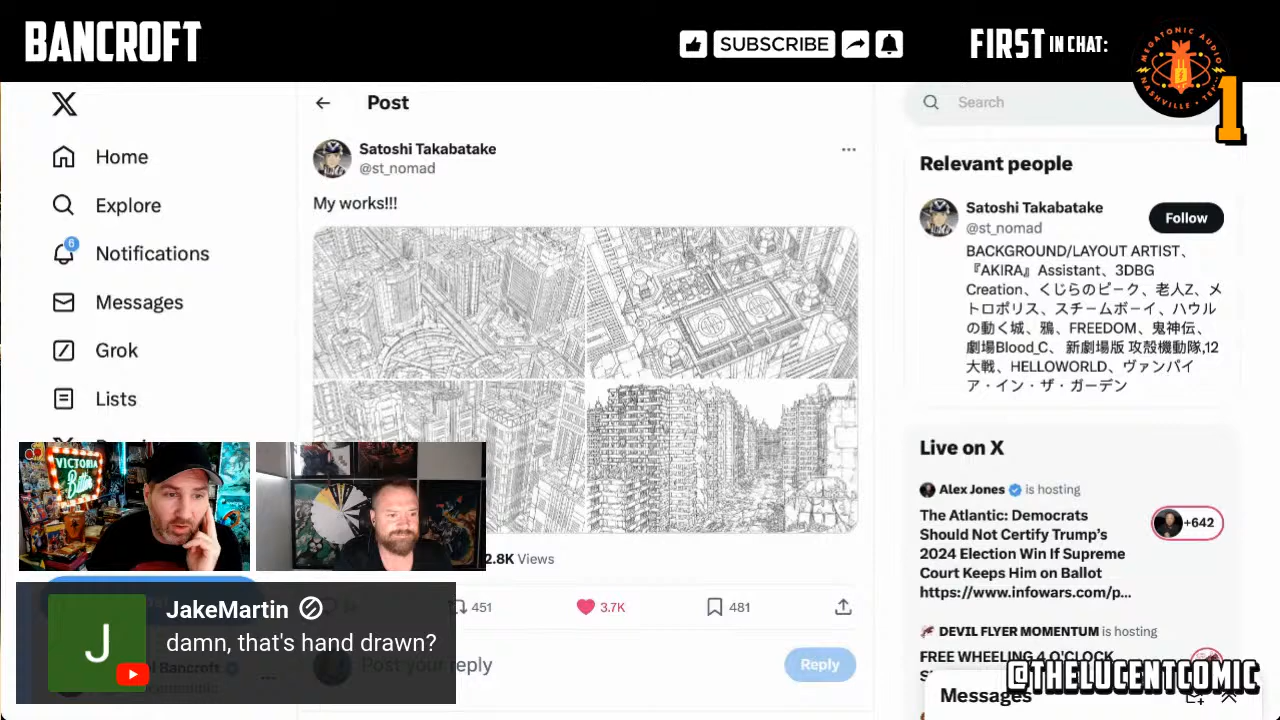 BANCROFT
SUBSCRIBE
FIRST IN CHAT:
MEGATONIC AUDIO
1
Home
Explore
Notifications
6
Messages
Grok
Lists
Post
Satoshi Takabatake
@st_nomad
My works!!!
2.8K Views
451
3.7K
481
Post your reply
Reply
Search
Relevant people
Satoshi Takabatake
@st_nomad
Follow
BACKGROUND/LAYOUT ARTIST、
『AKIRA』Assistant、3DBG
Creation、くじらのピーク、老人Z、メ
トロポリス、スチームボーイ、ハウル
の動く城、鴉、FREEDOM、鬼神伝、
劇場Blood_C、 新劇場版 攻殻機動隊,12
大戦、HELLOWORLD、ヴァンパイ
ア・イン・ザ・ガーデン
Live on X
Alex Jones is hosting
The Atlantic: Democrats
Should Not Certify Trump’s
2024 Election Win If Supreme
Court Keeps Him on Ballot
https://www.infowars.com/p...
+642
DEVIL FLYER MOMENTUM is hosting
FREE WHEELING 4 O'CLOCK
@THELUCENTCOMIC
Messages
VICTORIA
Bitter
J
JakeMartin
damn, that's hand drawn?
Bancroft